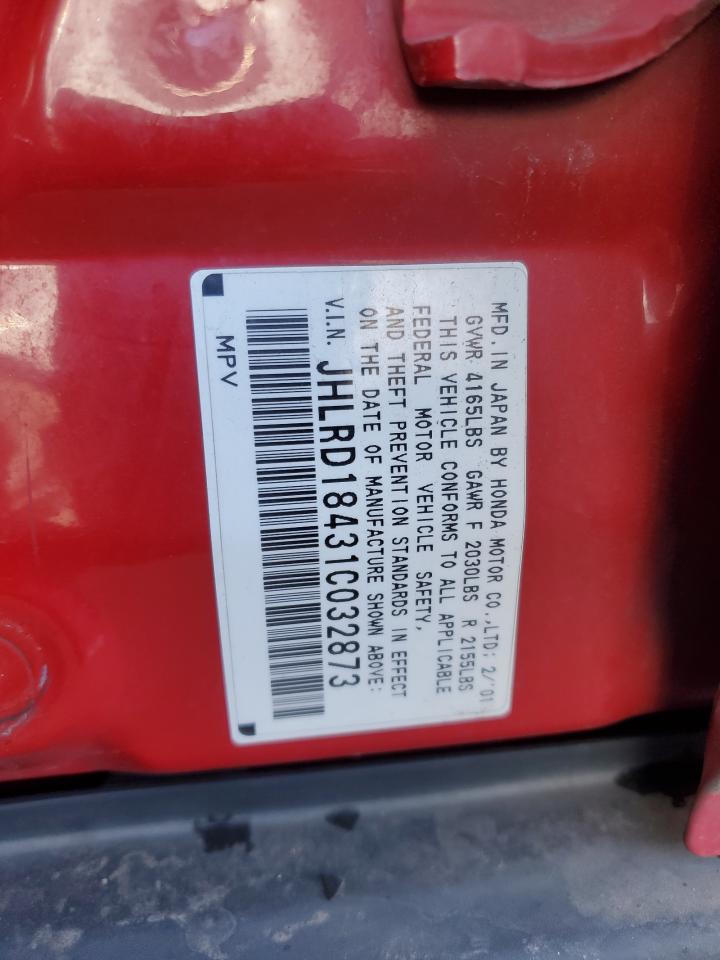 MFD. IN JAPAN BY HONDA MOTOR CO.,LTD; 2/'01
GVWR 4165LBS GAWR F 2030LBS R 2155LBS
THIS VEHICLE CONFORMS TO ALL APPLICABLE
FEDERAL MOTOR VEHICLE SAFETY,
AND THEFT PREVENTION STANDARDS IN EFFECT
ON THE DATE OF MANUFACTURE SHOWN ABOVE:
V.I.N. JHLRD18431C032873
MPV